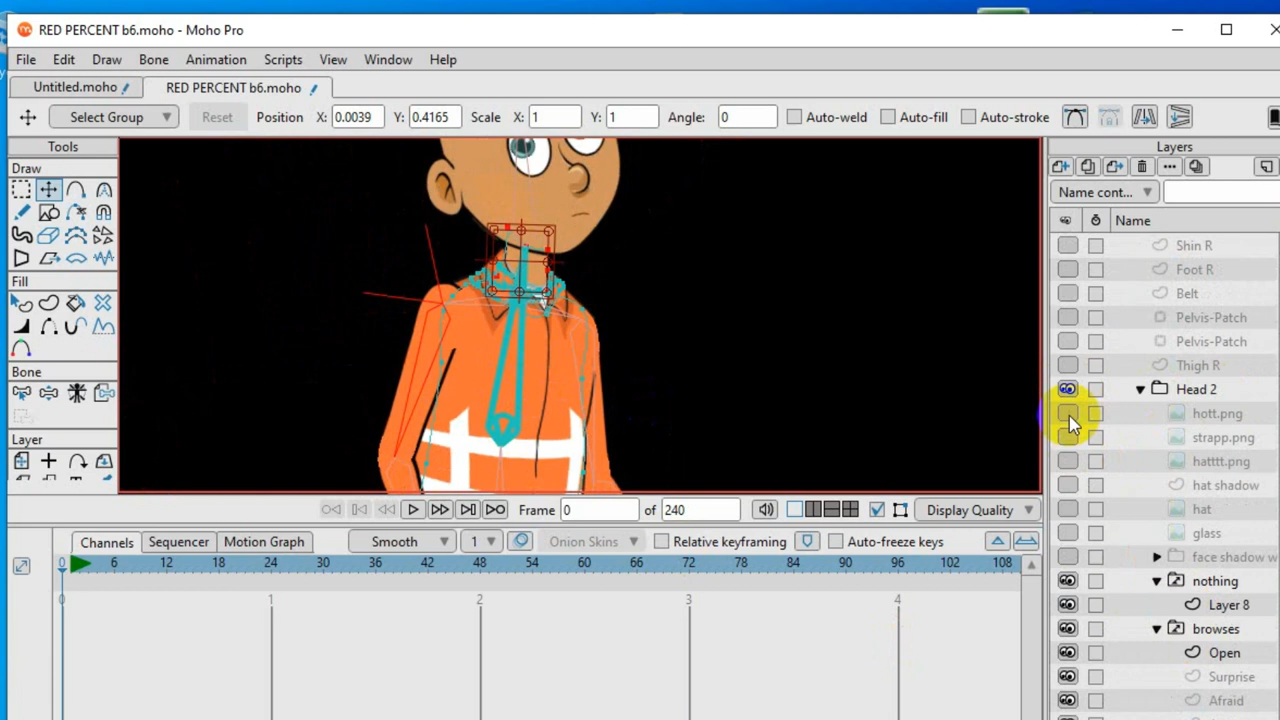 RED PERCENT b6.moho - Moho Pro
File Edit Draw Bone Animation Scripts View Window Help
Untitled.moho RED PERCENT b6.moho
Select Group Reset Position X: 0.0039 Y: 0.4165 Scale X: 1 Y: 1 Angle: 0 Auto-weld Auto-fill Auto-stroke
Tools
Draw
Fill
Bone
Layer
Layers
Name cont...
Name
Shin R
Foot R
Belt
Pelvis-Patch
Pelvis-Patch
Thigh R
Head 2
hott.png
strapp.png
hatttt.png
hat shadow
hat
glass
face shadow w
nothing
Layer 8
browses
Open
Surprise
Afraid
Frame 0 of 240 Display Quality
Channels Sequencer Motion Graph Smooth 1 Onion Skins Relative keyframing Auto-freeze keys
0 6 12 18 24 30 36 42 48 54 60 66 72 78 84 90 96 102 108
0 1 2 3 4